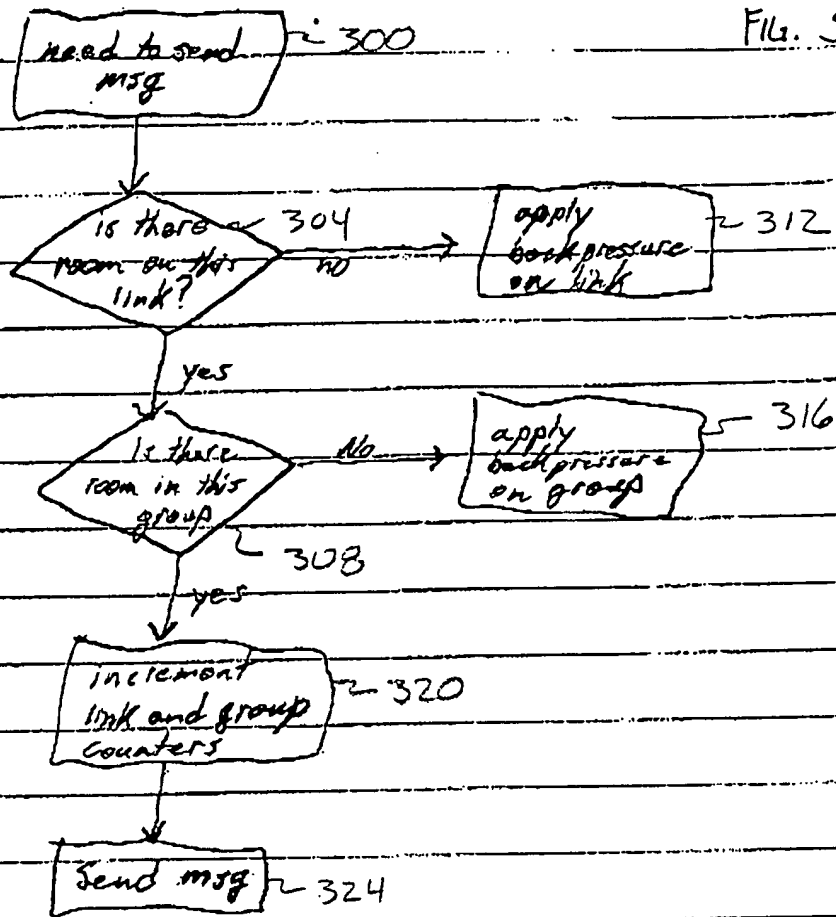 300
FIG.
need to send
msg
304
is there
room on this
link?
no
apply
backpressure
on link
312
yes
Is there
room in this
group
308
No
apply
backpressure
on group
316
yes
increment
link and group
counters
320
Send msg
324